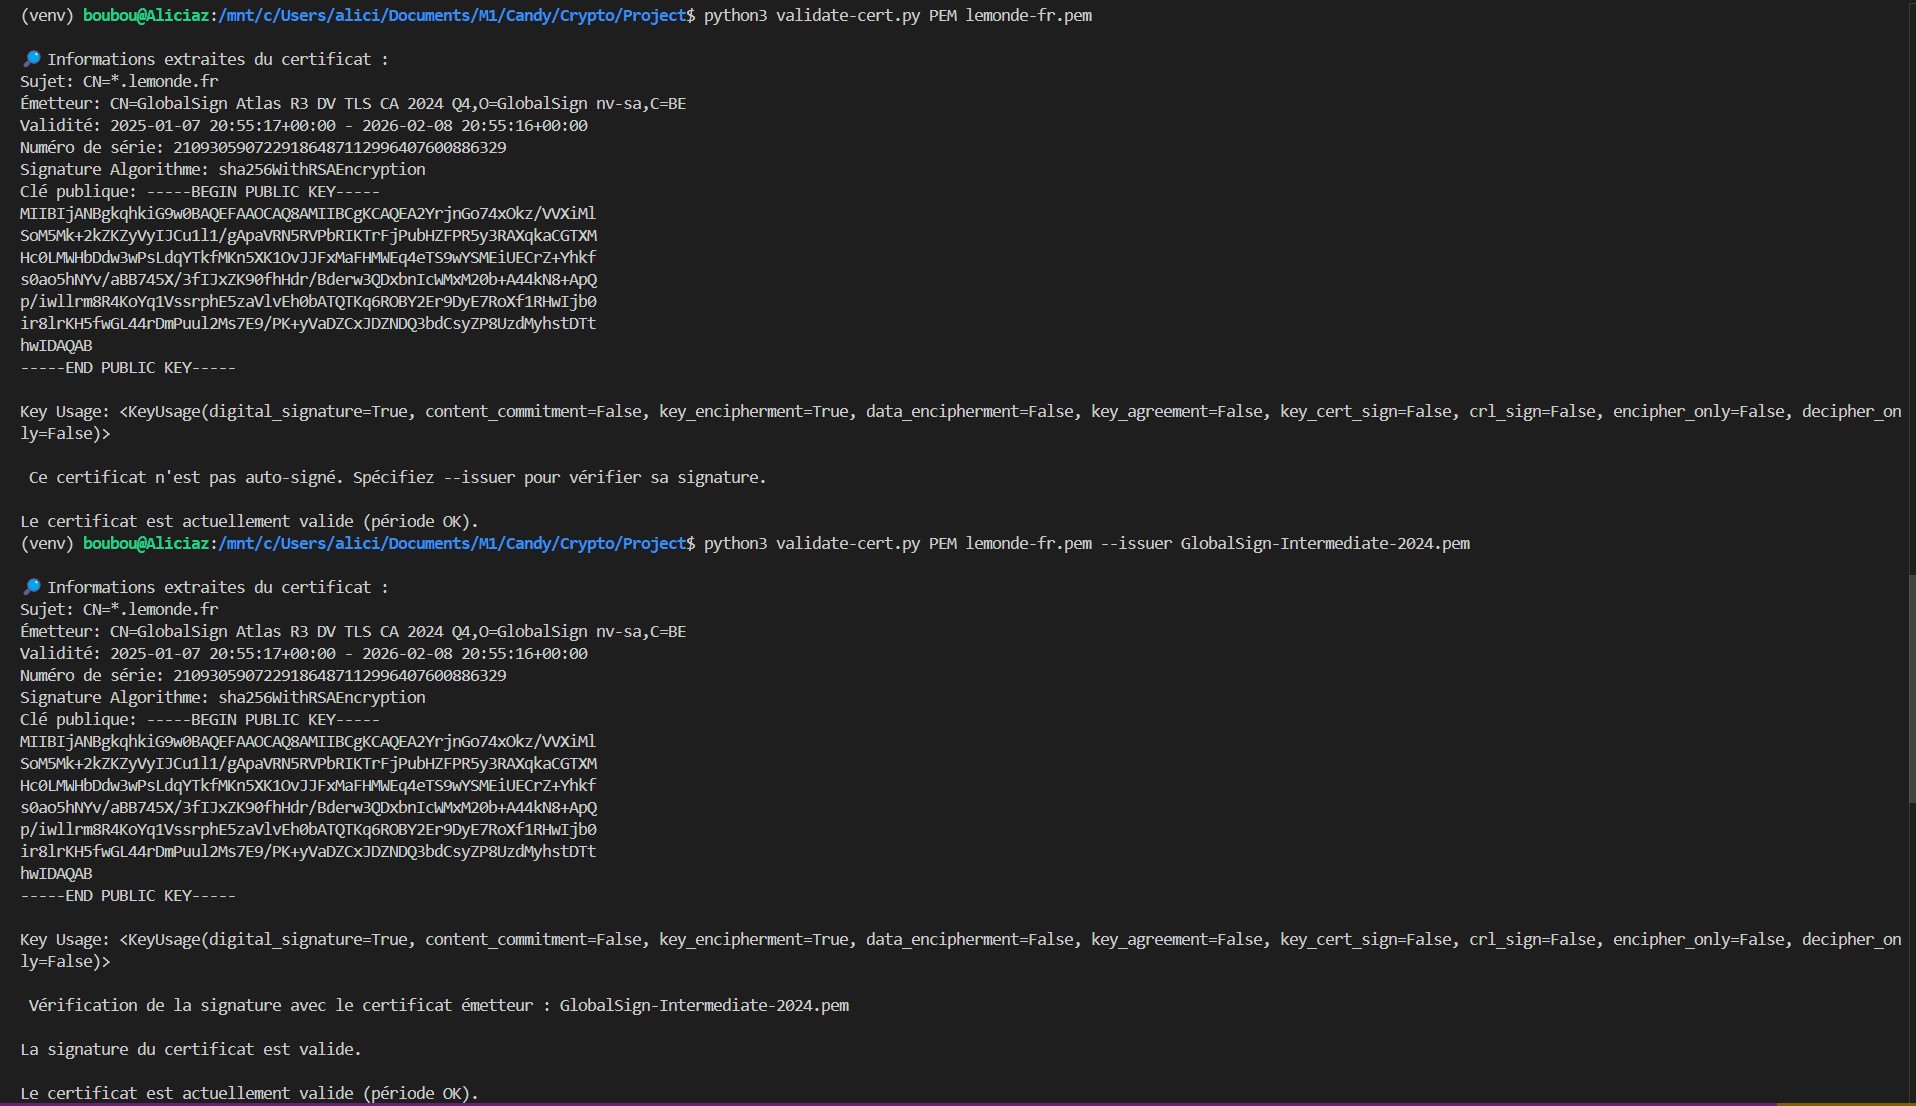 (venv) boubou@Aliciaz:/mnt/c/Users/alici/Documents/M1/Candy/Crypto/Project$ python3 validate-cert.py PEM lemonde-fr.pem
🔎 Informations extraites du certificat :
Sujet: CN=*.lemonde.fr
Émetteur: CN=GlobalSign Atlas R3 DV TLS CA 2024 Q4,O=GlobalSign nv-sa,C=BE
Validité: 2025-01-07 20:55:17+00:00 - 2026-02-08 20:55:16+00:00
Numéro de série: 2109305907229186487112996407600886329
Signature Algorithme: sha256WithRSAEncryption
Clé publique: -----BEGIN PUBLIC KEY-----
MIIBIjANBgkqhkiG9w0BAQEFAAOCAQ8AMIIBCgKCAQEA2YrjnGo74xOkz/VVXiMl
SoM5Mk+2kZKZyVyIJCu1l1/gApaVRN5RVPbRIKTrFjPubHZFPR5y3RAXqkaCGTXM
Hc0LMWHbDdw3wPsLdqYTkfMKn5XK1OvJJFxMaFHMWEq4eTS9wYSMEiUECrZ+Yhkf
s0ao5hNYv/aBB745X/3fIJxZK90fhHdr/Bderw3QDxbnIcWMxM20b+A44kN8+ApQ
p/iwllrm8R4KoYq1VssrphE5zaVlvEh0bATQTKq6ROBY2Er9DyE7RoXf1RHwIjb0
ir8lrKH5fwGL44rDmPuul2Ms7E9/PK+yVaDZCxJDZNDQ3bdCsyZP8UzdMyhstDTt
hwIDAQAB
-----END PUBLIC KEY-----
Key Usage: <KeyUsage(digital_signature=True, content_commitment=False, key_encipherment=True, data_encipherment=False, key_agreement=False, key_cert_sign=False, crl_sign=False, encipher_only=False, decipher_on
ly=False)>
Ce certificat n'est pas auto-signé. Spécifiez --issuer pour vérifier sa signature.
Le certificat est actuellement valide (période OK).
(venv) boubou@Aliciaz:/mnt/c/Users/alici/Documents/M1/Candy/Crypto/Project$ python3 validate-cert.py PEM lemonde-fr.pem --issuer GlobalSign-Intermediate-2024.pem
🔎 Informations extraites du certificat :
Sujet: CN=*.lemonde.fr
Émetteur: CN=GlobalSign Atlas R3 DV TLS CA 2024 Q4,O=GlobalSign nv-sa,C=BE
Validité: 2025-01-07 20:55:17+00:00 - 2026-02-08 20:55:16+00:00
Numéro de série: 2109305907229186487112996407600886329
Signature Algorithme: sha256WithRSAEncryption
Clé publique: -----BEGIN PUBLIC KEY-----
MIIBIjANBgkqhkiG9w0BAQEFAAOCAQ8AMIIBCgKCAQEA2YrjnGo74xOkz/VVXiMl
SoM5Mk+2kZKZyVyIJCu1l1/gApaVRN5RVPbRIKTrFjPubHZFPR5y3RAXqkaCGTXM
Hc0LMWHbDdw3wPsLdqYTkfMKn5XK1OvJJFxMaFHMWEq4eTS9wYSMEiUECrZ+Yhkf
s0ao5hNYv/aBB745X/3fIJxZK90fhHdr/Bderw3QDxbnIcWMxM20b+A44kN8+ApQ
p/iwllrm8R4KoYq1VssrphE5zaVlvEh0bATQTKq6ROBY2Er9DyE7RoXf1RHwIjb0
ir8lrKH5fwGL44rDmPuul2Ms7E9/PK+yVaDZCxJDZNDQ3bdCsyZP8UzdMyhstDTt
hwIDAQAB
-----END PUBLIC KEY-----
Key Usage: <KeyUsage(digital_signature=True, content_commitment=False, key_encipherment=True, data_encipherment=False, key_agreement=False, key_cert_sign=False, crl_sign=False, encipher_only=False, decipher_on
ly=False)>
Vérification de la signature avec le certificat émetteur : GlobalSign-Intermediate-2024.pem
La signature du certificat est valide.
Le certificat est actuellement valide (période OK).